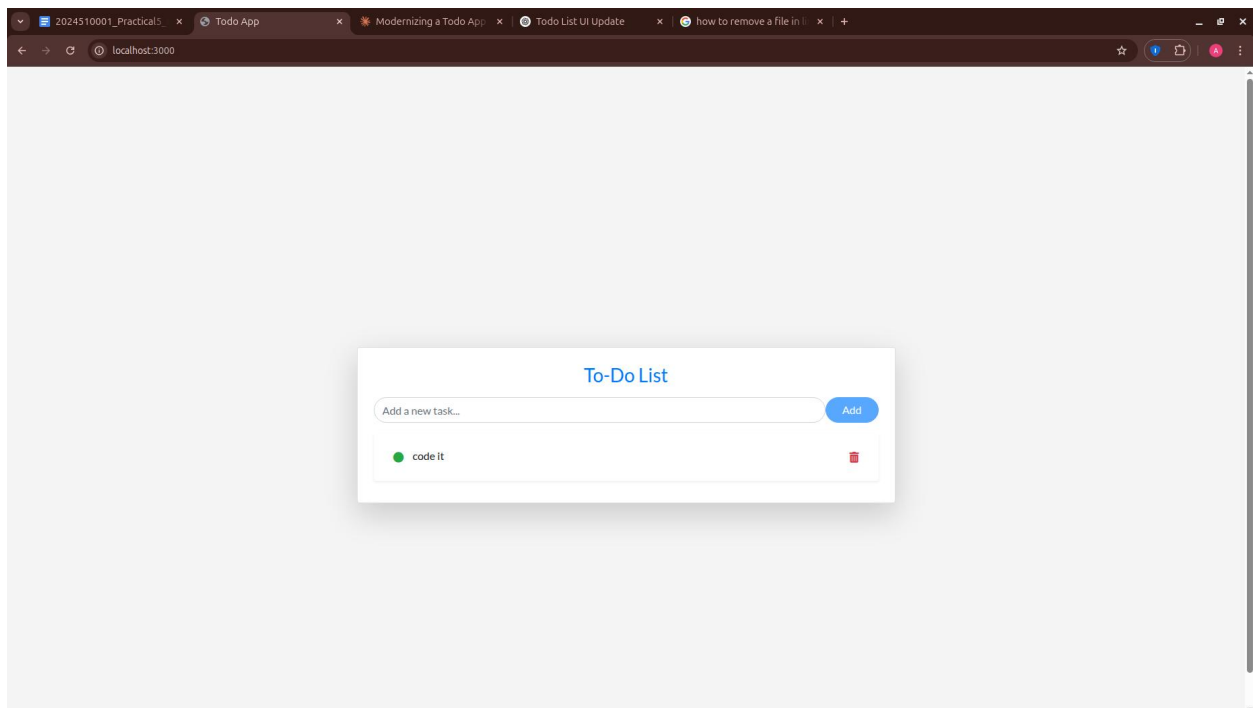 2024510001_Practical5_
Todo App
Modernizing a Todo App
Todo List UI Update
how to remove a file in li
localhost:3000
To-Do List
Add a new task...
Add
code it